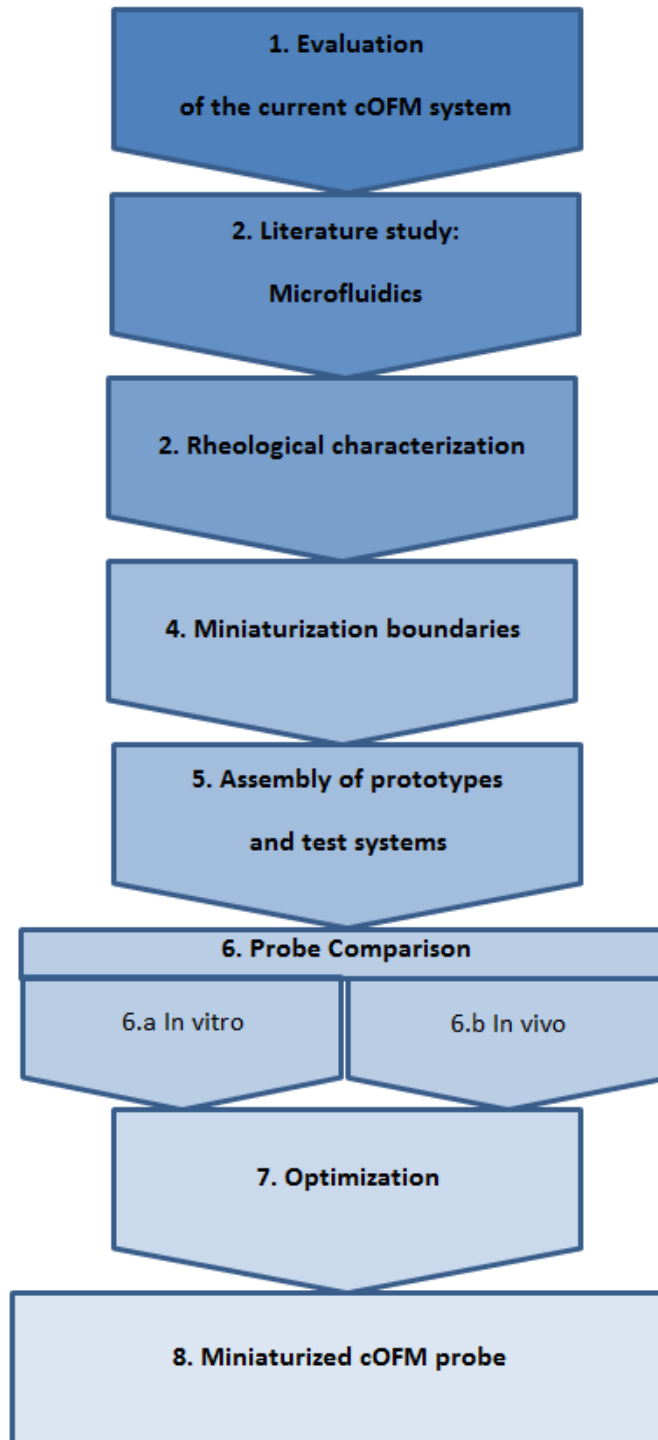 1. Evaluation
of the current cOFM system
2. Literature study:
Microfluidics
2. Rheological characterization
4. Miniaturization boundaries
5. Assembly of prototypes
and test systems
6. Probe Comparison
6.a In vitro
6.b In vivo
7. Optimization
8. Miniaturized cOFM probe